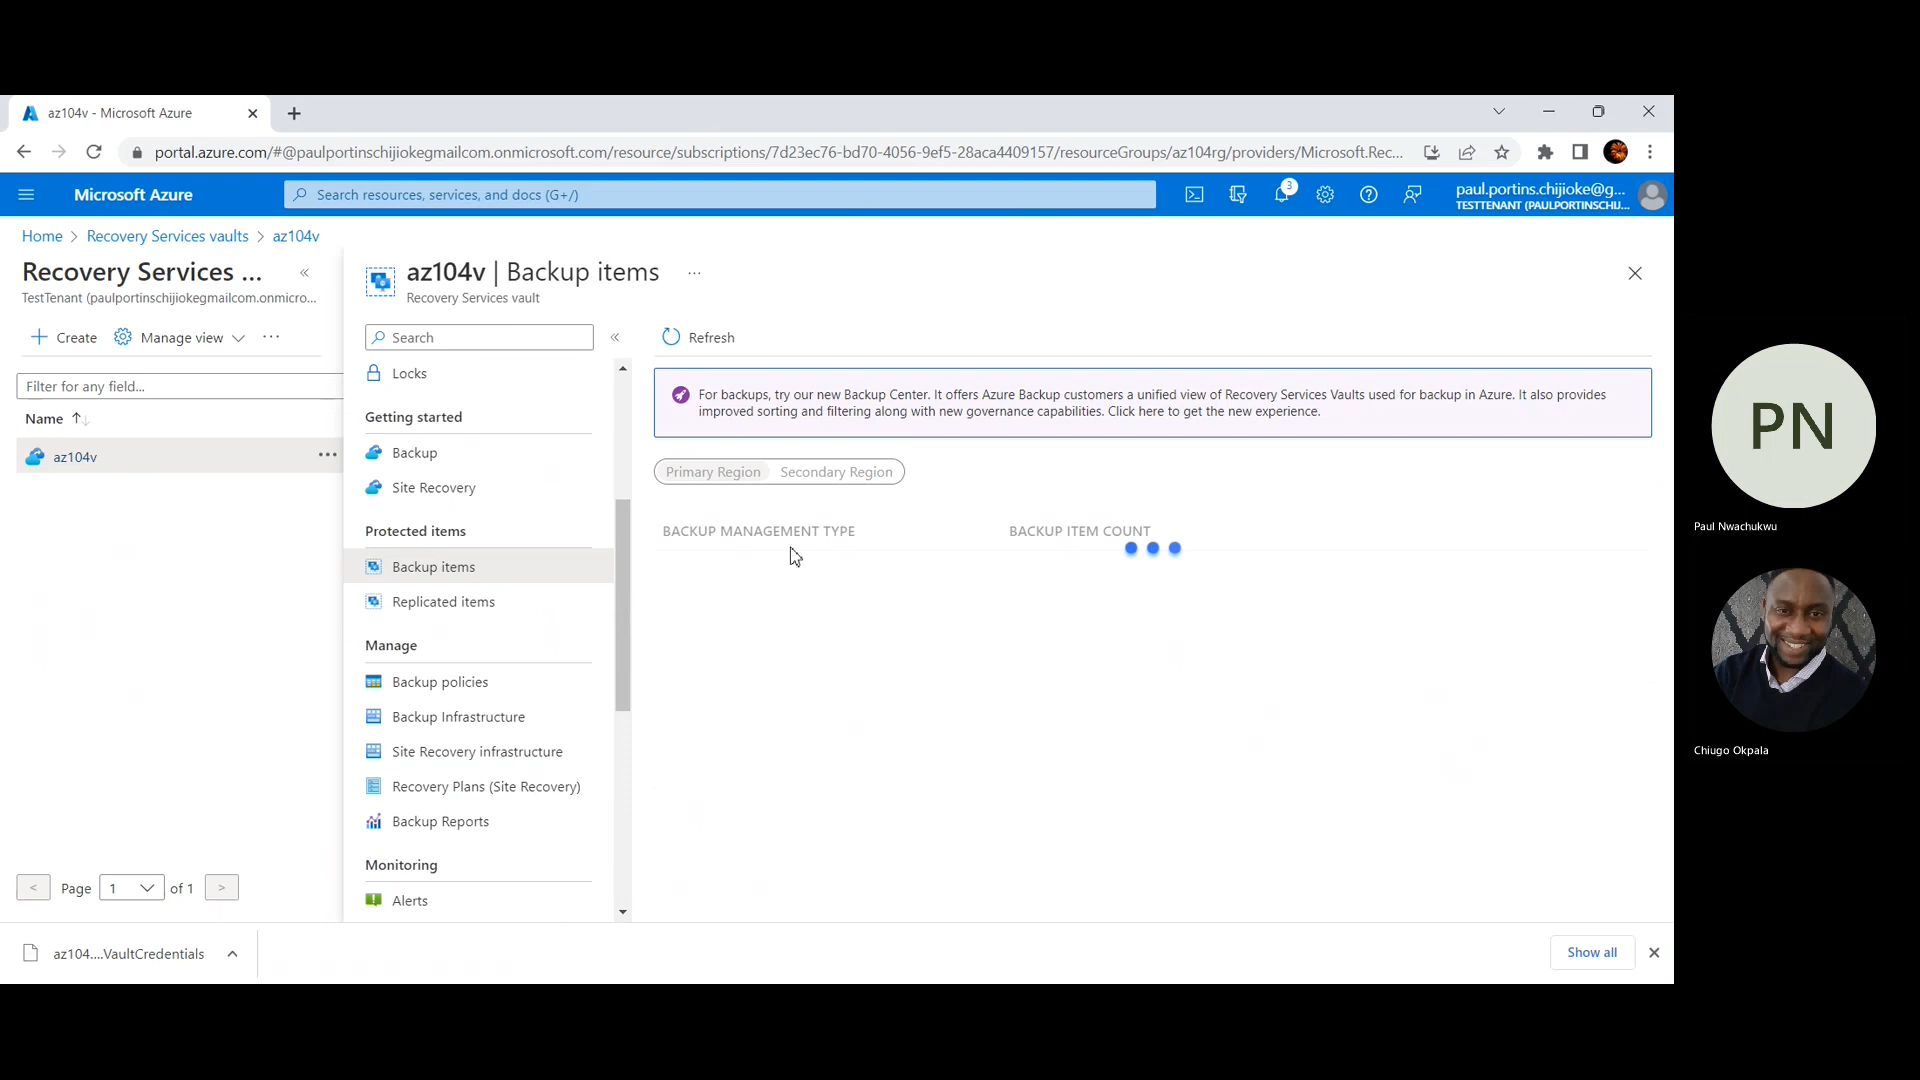 az104v - Microsoft Azure
portal.azure.com/#@paulportinschijiokegmailcom.onmicrosoft.com/resource/subscriptions/7d23ec76-bd70-4056-9ef5-28aca4409157/resourceGroups/az104rg/providers/Microsoft.Rec...
Microsoft Azure
Search resources, services, and docs (G+/)
3
paul.portins.chijioke@g...
TESTTENANT (PAULPORTINSCHIJ...
Home > Recovery Services vaults > az104v
Recovery Services ...
TestTenant (paulportinschijiokegmailcom.onmicro...
Create
Manage view
...
Filter for any field...
Name
az104v
...
< Page 1 of 1 >
az104v | Backup items
...
Recovery Services vault
Search
Locks
Getting started
Backup
Site Recovery
Protected items
Backup items
Replicated items
Manage
Backup policies
Backup Infrastructure
Site Recovery infrastructure
Recovery Plans (Site Recovery)
Backup Reports
Monitoring
Alerts
Refresh
For backups, try our new Backup Center. It offers Azure Backup customers a unified view of Recovery Services Vaults used for backup in Azure. It also provides
improved sorting and filtering along with new governance capabilities. Click here to get the new experience.
Primary Region Secondary Region
BACKUP MANAGEMENT TYPE BACKUP ITEM COUNT
az104....VaultCredentials
Show all
PN
Paul Nwachukwu
Chiugo Okpala